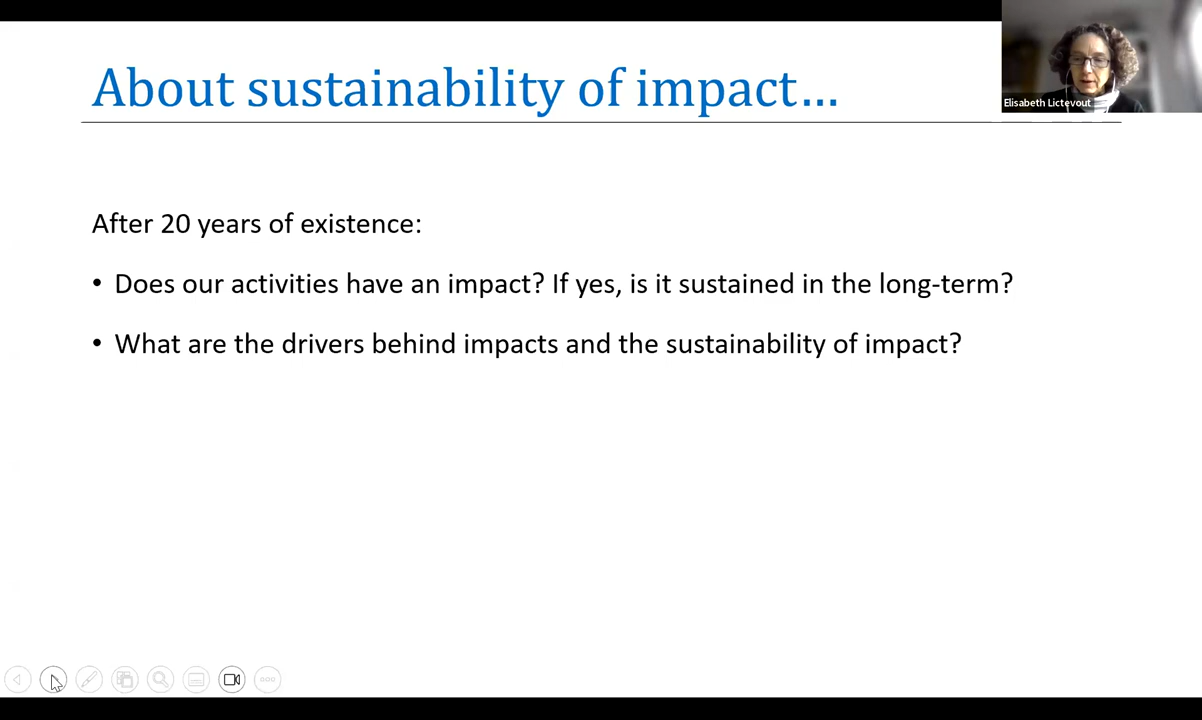 About sustainability of impact...
Elisabeth Lictevout
After 20 years of existence:
• Does our activities have an impact? If yes, is it sustained in the long-term?
• What are the drivers behind impacts and the sustainability of impact?